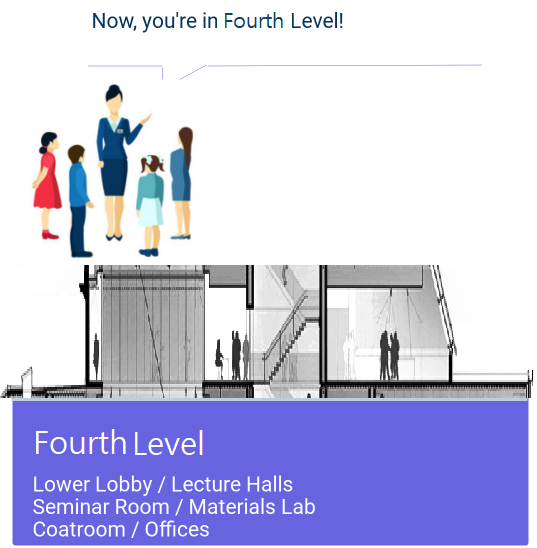 Now, you're in Fourth Level!
Fourth Level
Lower Lobby / Lecture Halls
Seminar Room / Materials Lab
Coatroom / Offices